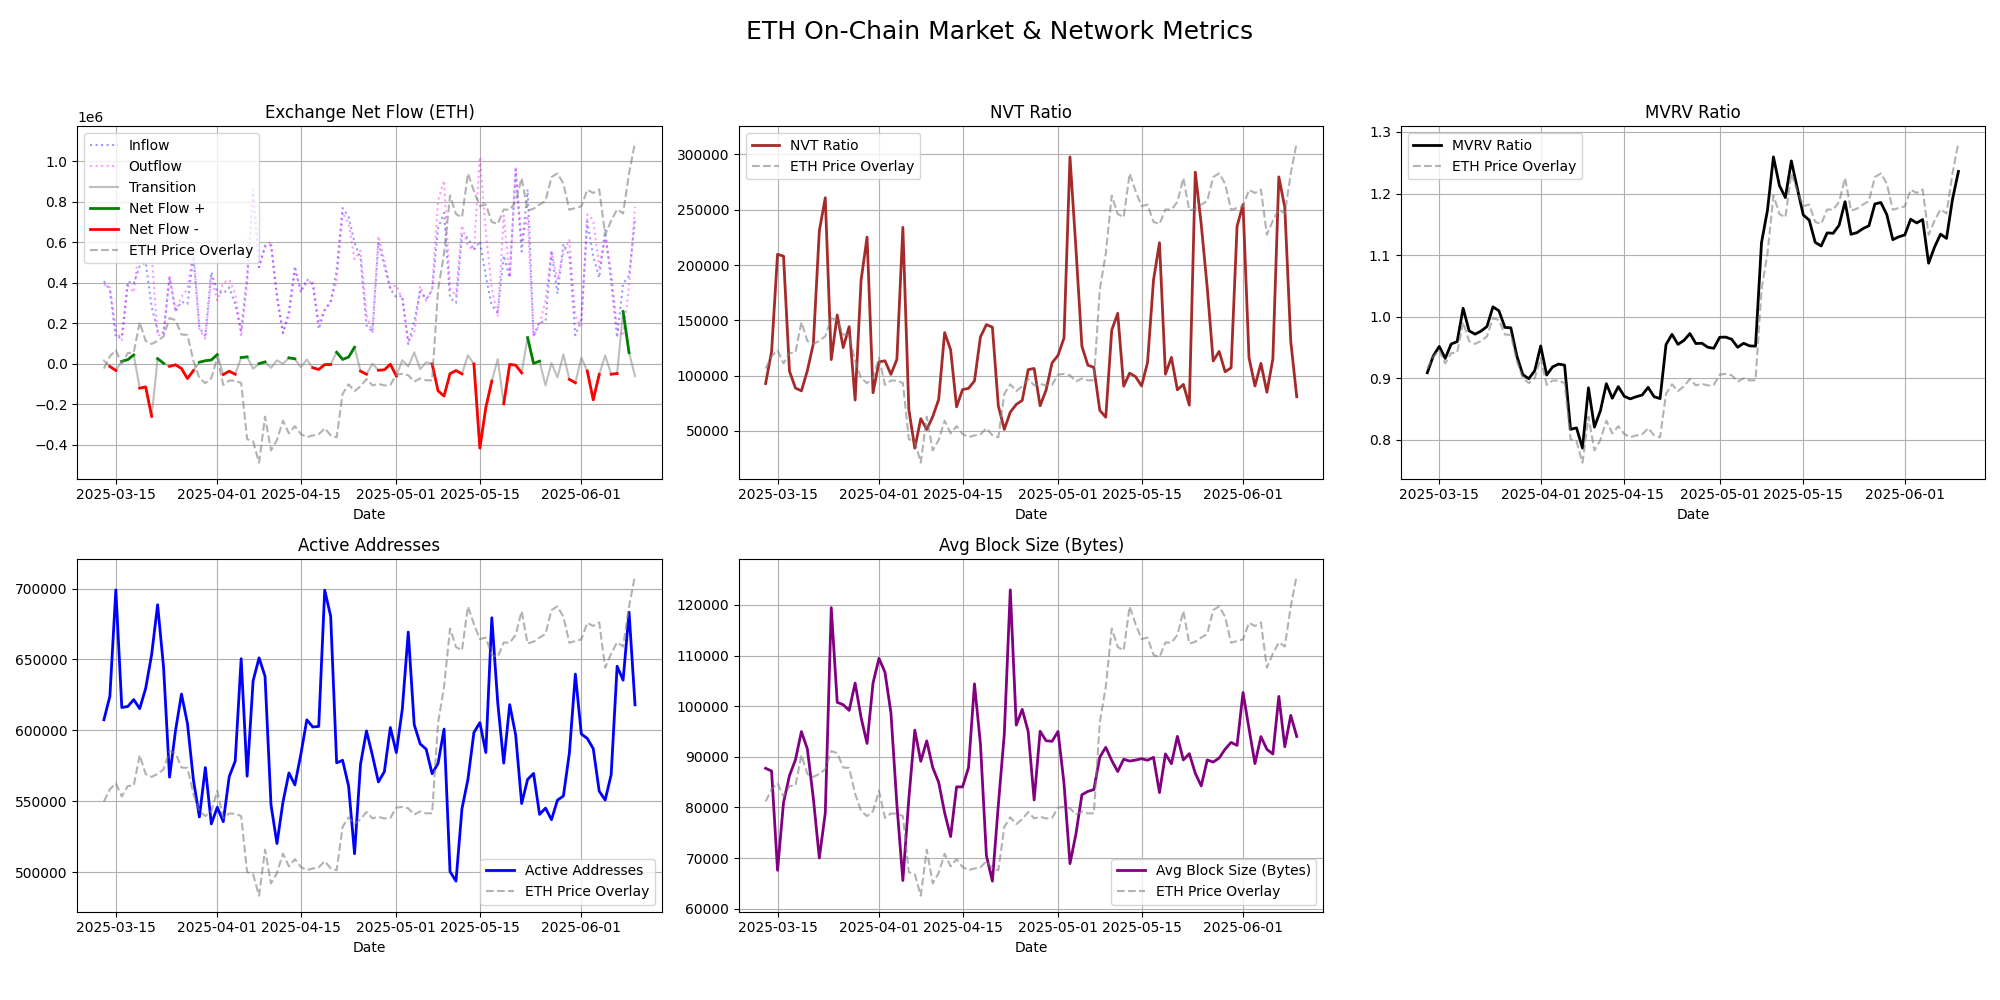 ETH On-Chain Market & Network Metrics
Exchange Net Flow (ETH)
1e6
Inflow
Outflow
Transition
Net Flow +
Net Flow -
ETH Price Overlay
1.0
0.8
0.6
0.4
0.2
0.0
−0.2
−0.4
2025-03-15 2025-04-01 2025-04-15 2025-05-01 2025-05-15 2025-06-01
Date
NVT Ratio
NVT Ratio
ETH Price Overlay
300000
250000
200000
150000
100000
50000
2025-03-15 2025-04-01 2025-04-15 2025-05-01 2025-05-15 2025-06-01
Date
MVRV Ratio
MVRV Ratio
ETH Price Overlay
1.3
1.2
1.1
1.0
0.9
0.8
2025-03-15 2025-04-01 2025-04-15 2025-05-01 2025-05-15 2025-06-01
Date
Active Addresses
700000
650000
600000
550000
500000
Active Addresses
ETH Price Overlay
2025-03-15 2025-04-01 2025-04-15 2025-05-01 2025-05-15 2025-06-01
Date
Avg Block Size (Bytes)
120000
110000
100000
90000
80000
70000
60000
Avg Block Size (Bytes)
ETH Price Overlay
2025-03-15 2025-04-01 2025-04-15 2025-05-01 2025-05-15 2025-06-01
Date